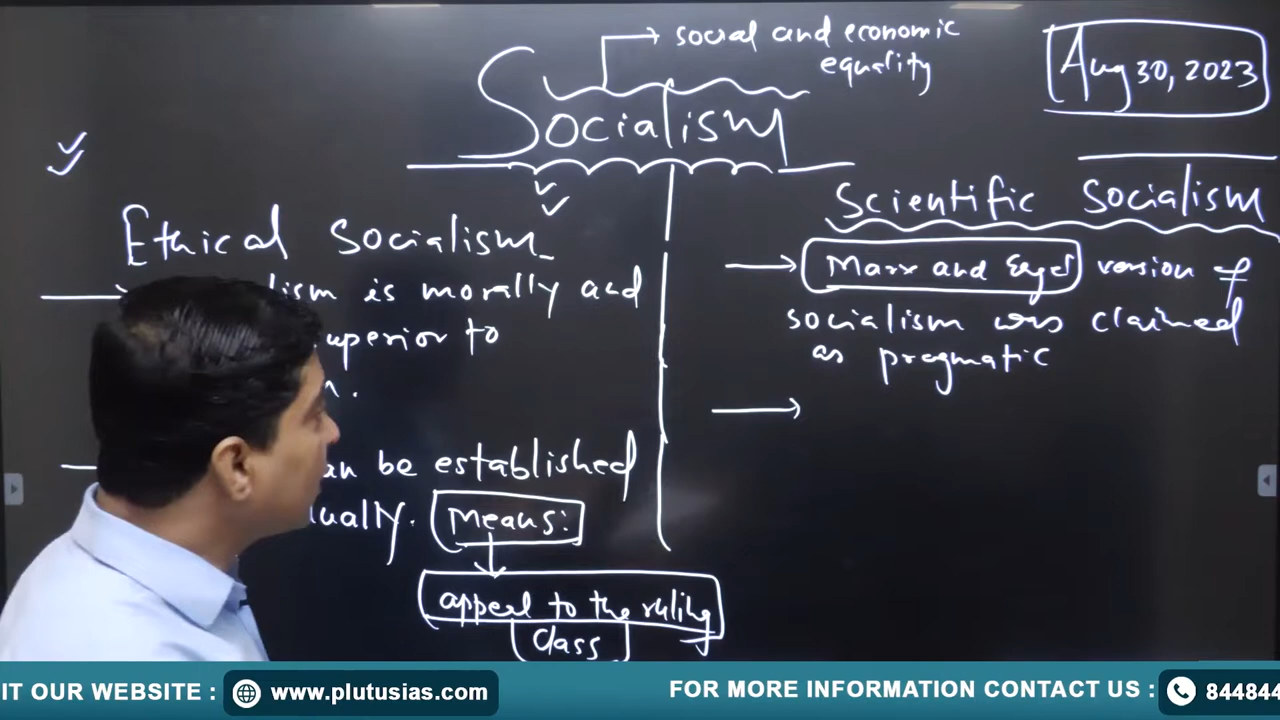 social and economic
equality
Aug 30, 2023
Socialism
Ethical Socialism
lism is morally and
uperior to
n.
an be established
ually. Means:
appeal to the ruling
class
Scientific Socialism
Marx and Engel version of
socialism was claimed
as pragmatic
IT OUR WEBSITE : www.plutusias.com
FOR MORE INFORMATION CONTACT US : 844844